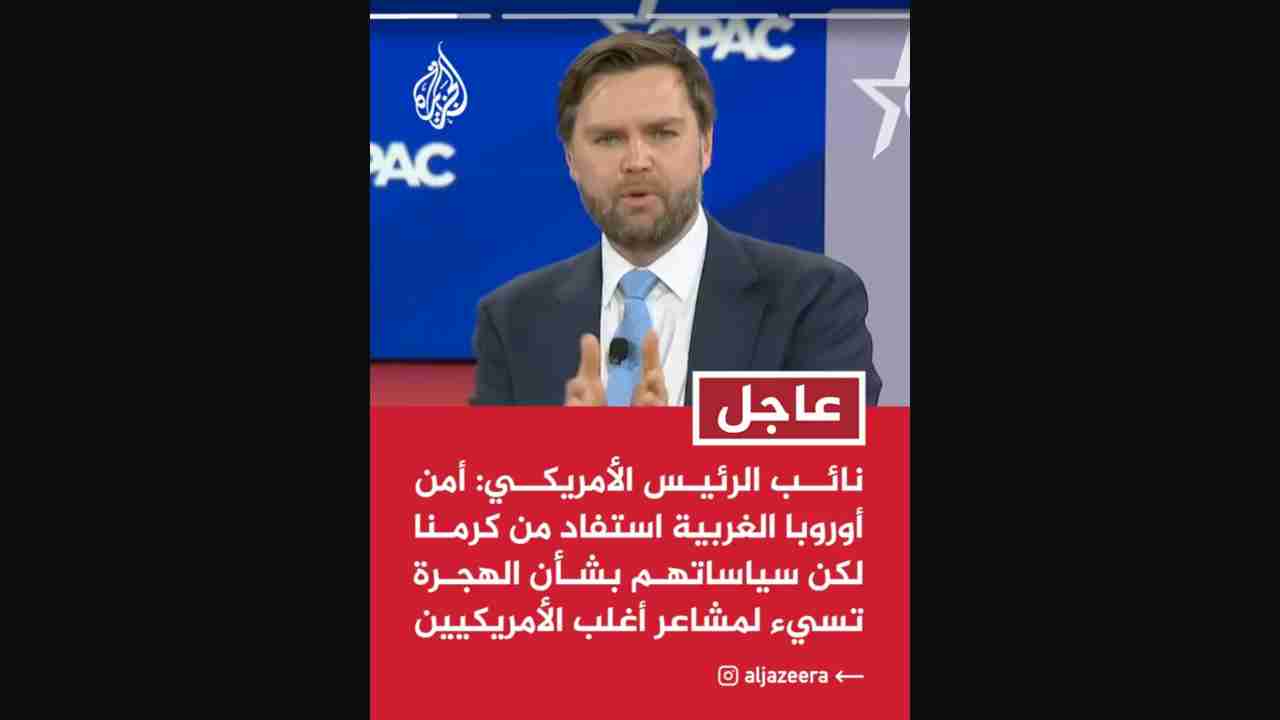 CPAC
الجزيرة
PAC
عاجل
نائب الرئيس الأمريكي: أمن
أوروبا الغربية استفاد من كرمنا
لكن سياساتهم بشأن الهجرة
تسيء لمشاعر أغلب الأمريكيين
aljazeera